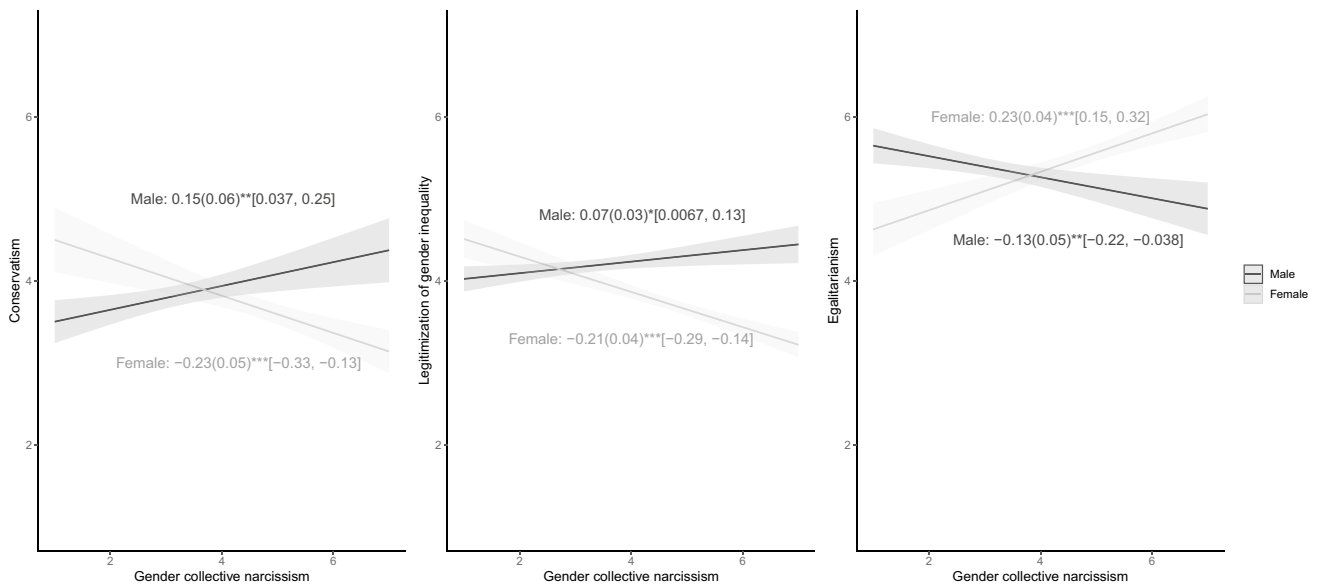 Conservatism
6
4
2
Male: 0.15(0.06)**[0.037, 0.25]
Female: −0.23(0.05)***[−0.33, −0.13]
2 4 6
Gender collective narcissism
Legitimization of gender inequality
6
4
2
Male: 0.07(0.03)*[0.0067, 0.13]
Female: −0.21(0.04)***[−0.29, −0.14]
2 4 6
Gender collective narcissism
Egalitarianism
6
4
2
Female: 0.23(0.04)***[0.15, 0.32]
Male: −0.13(0.05)**[−0.22, −0.038]
2 4 6
Gender collective narcissism
Male
Female